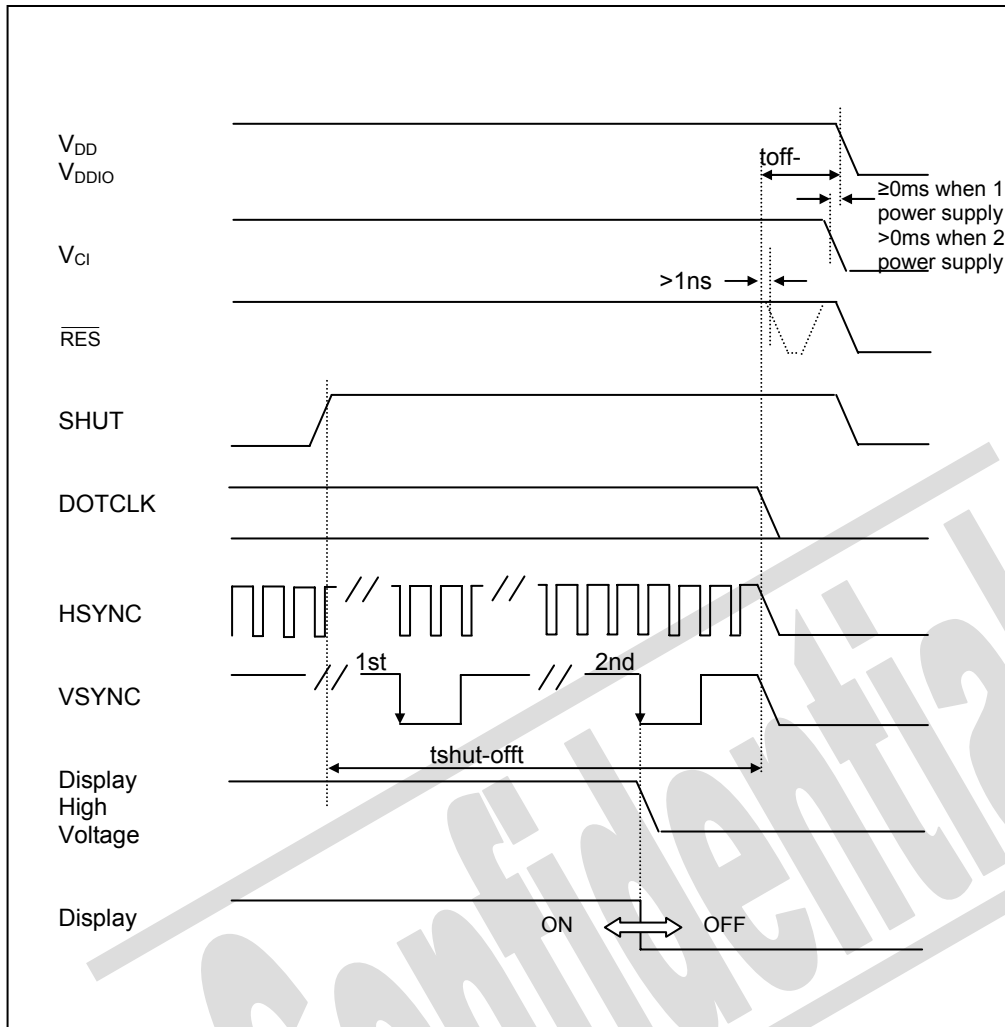 VDD
VDDIO
toff-
≥0ms when 1
power supply
>0ms when 2
power supply
VCI
>1ns
RES
SHUT
DOTCLK
HSYNC
1st
2nd
VSYNC
tshut-offt
Display
High
Voltage
Display
ON
OFF
Confidential